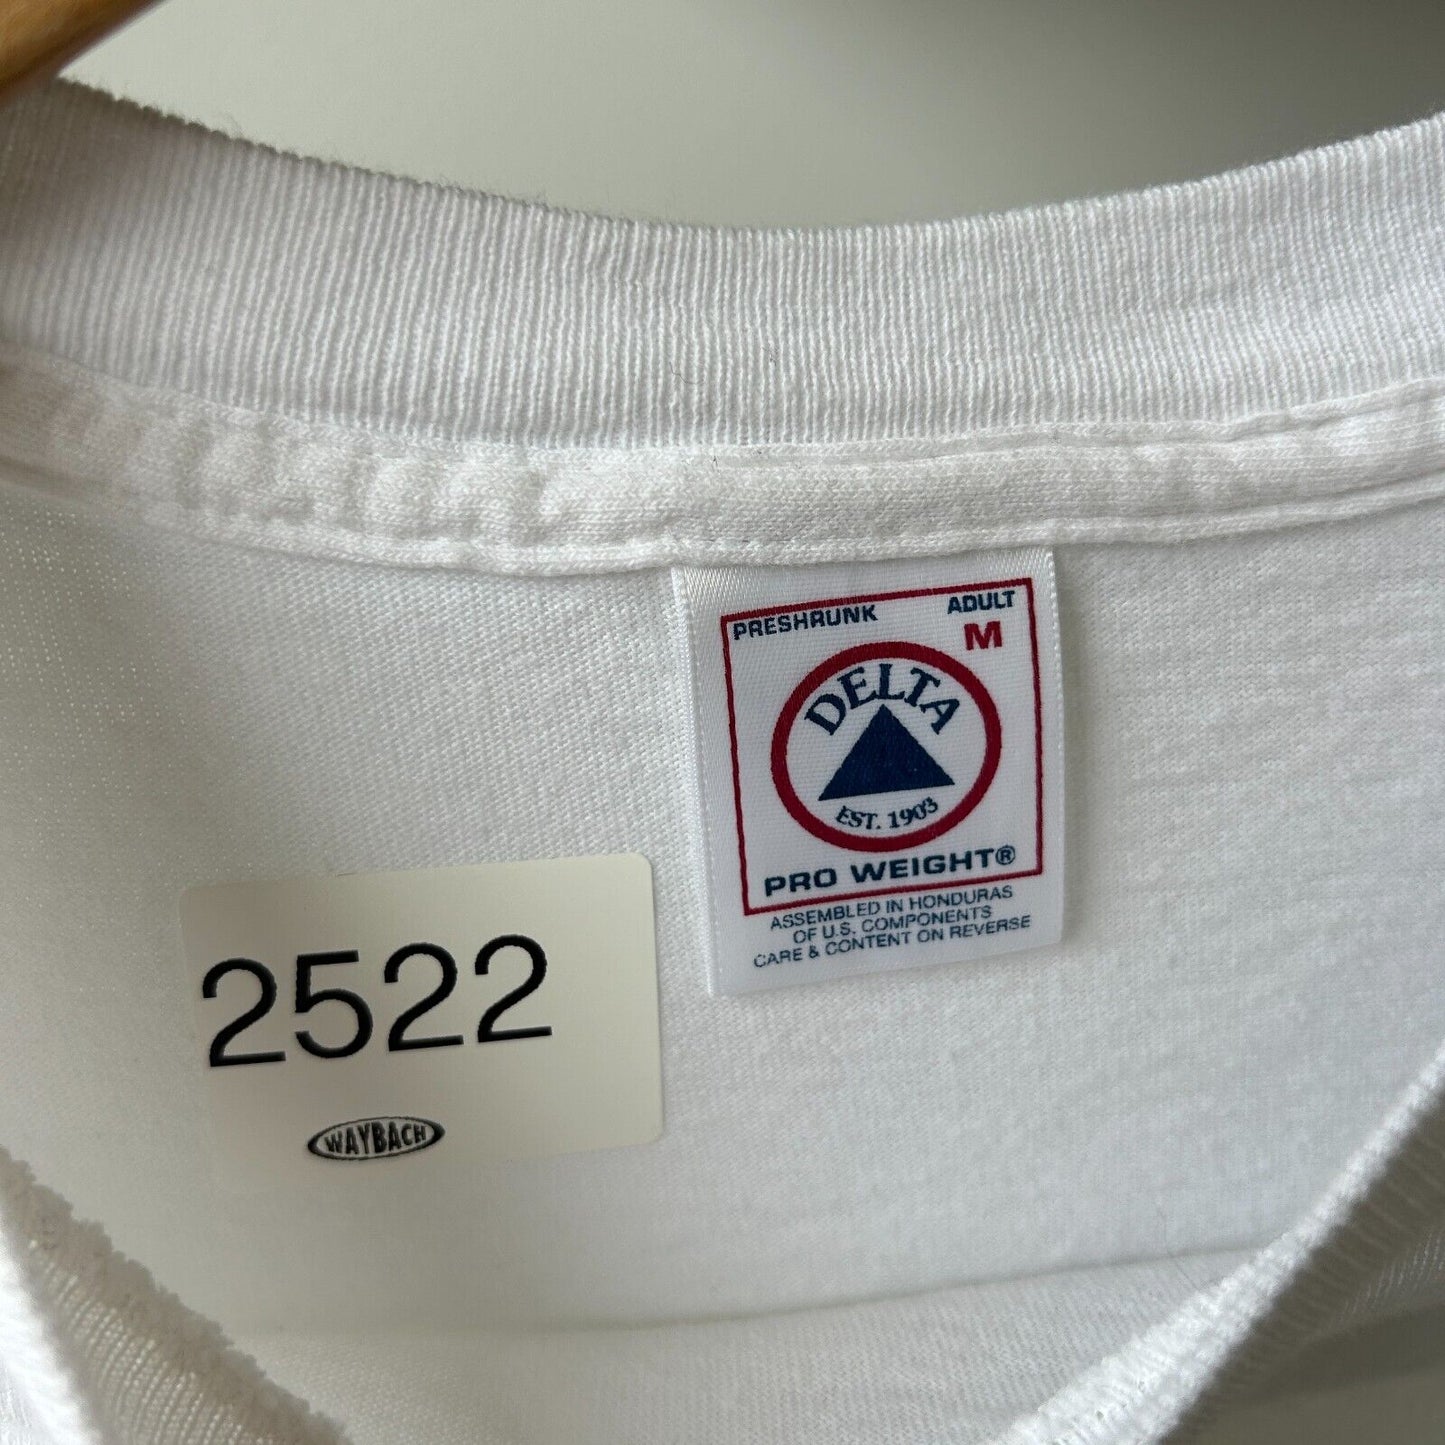 PRESHRUNK
ADULT
M
DELTA
EST. 1903
PRO WEIGHT®
ASSEMBLED IN HONDURAS
OF U.S. COMPONENTS
CARE & CONTENT ON REVERSE
2522
WAYBACH